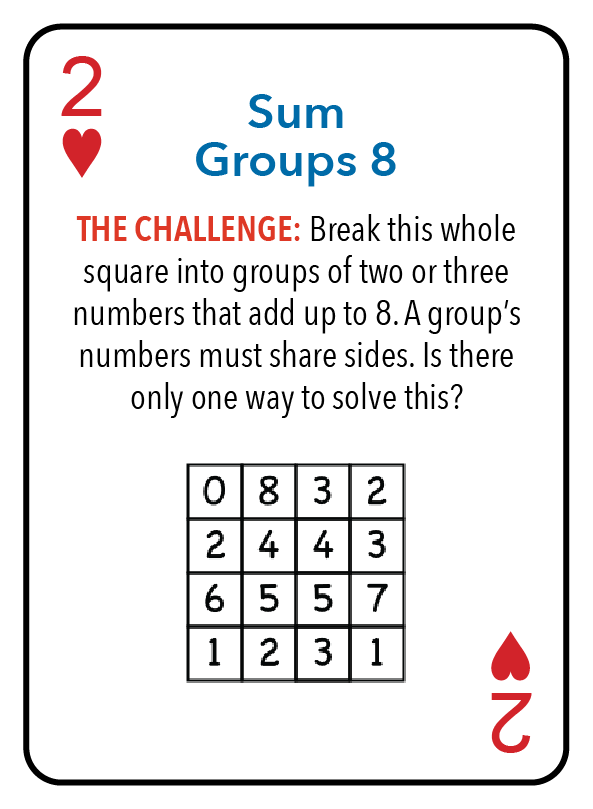 2
Sum
Groups 8
THE CHALLENGE: Break this whole
square into groups of two or three
numbers that add up to 8. A group's
numbers must share sides. Is there
only one way to solve this?
0 8 3 2
2 4 4 3
6 5 5 7
1 2 3 1
2